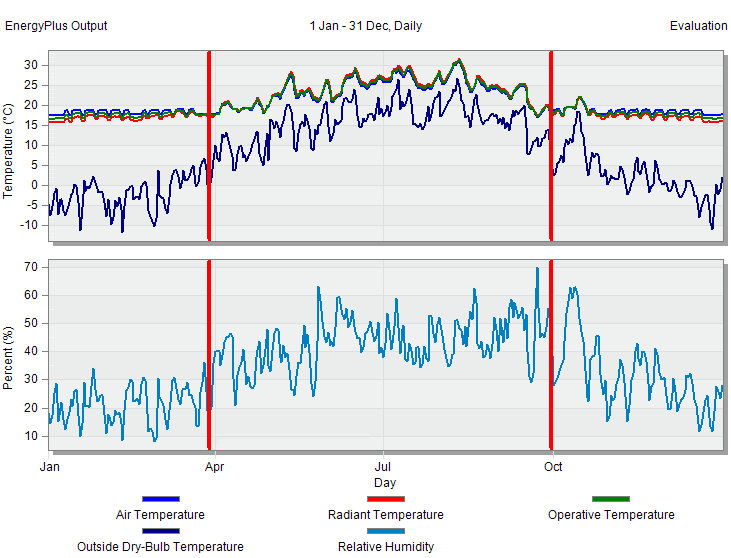 EnergyPlus Output 1 Jan - 31 Dec, Daily Evaluation
Temperature (°C)
30
25
20
15
10
5
0
-5
-10
Percent (%)
70
60
50
40
30
20
10
Jan Apr Jul Oct
Day
Air Temperature Radiant Temperature Operative Temperature
Outside Dry-Bulb Temperature Relative Humidity